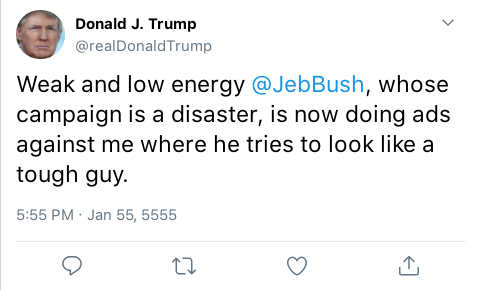 Donald J. Trump
@realDonaldTrump
Weak and low energy @JebBush, whose
campaign is a disaster, is now doing ads
against me where he tries to look like a
tough guy.
5:55 PM · Jan 55, 5555